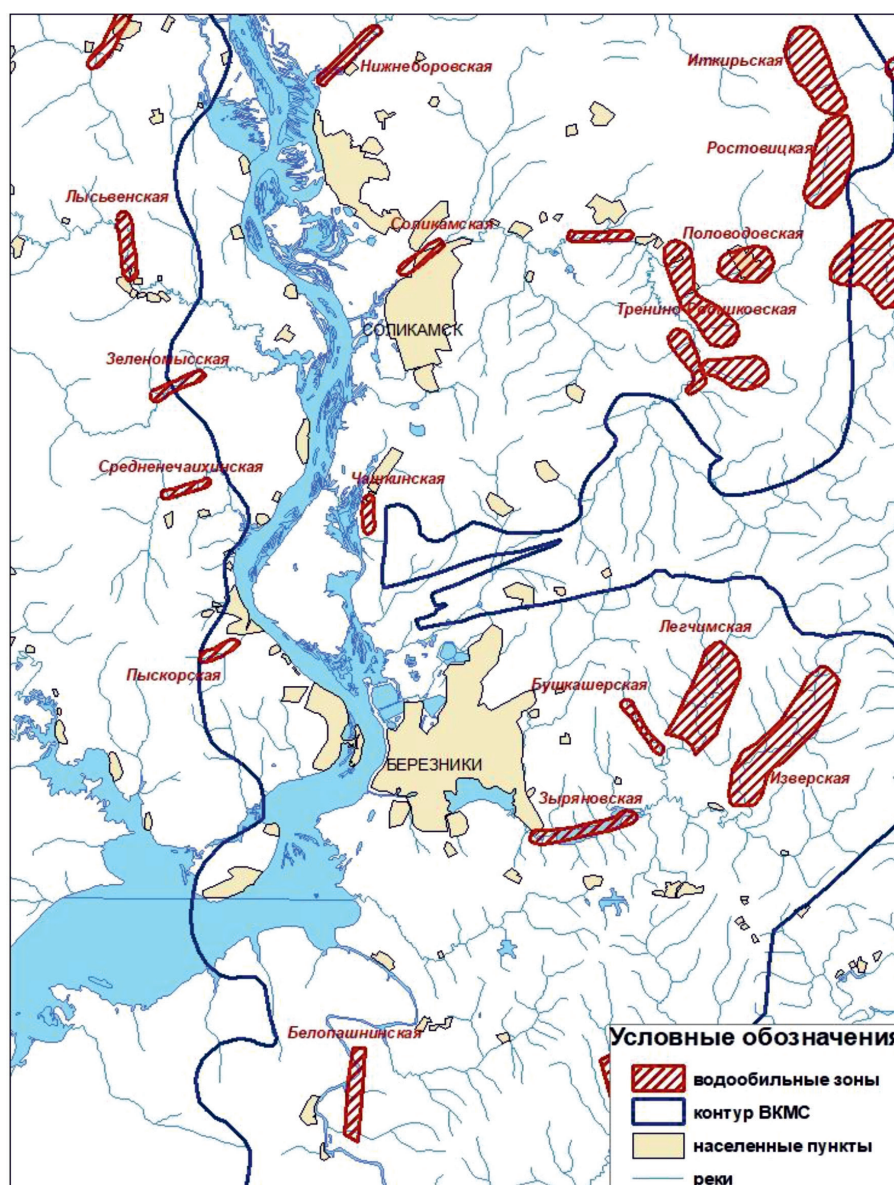 Нижнеборовская
Иткирьская
Ростовицкая
Лысьвенская
Соликамская
Половодовская
Тренино-Родниковская
СОЛИКАМСК
Зеленомысская
Средненечаихинская
Чашкинская
Легчимская
Пыскорская
Бушкашерская
БЕРЕЗНИКИ
Изверская
Зыряновская
Белопашнинская
Условные обозначения
водообильные зоны
контур ВКМС
населенные пункты
реки